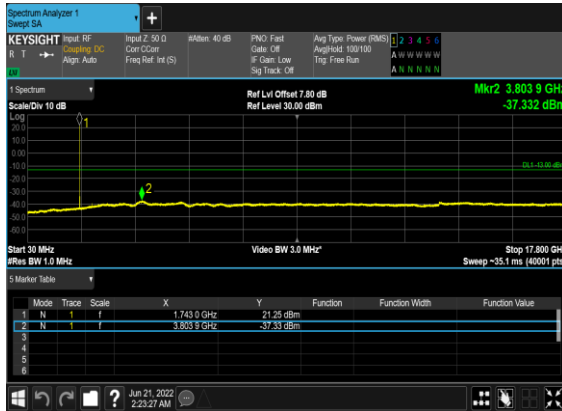 Spectrum Analyzer 1
Swept SA
+
KEYSIGHT Input: RF Input Z: 50 Ω #Atten: 40 dB PNO: Fast Avg Type: Power (RMS) 1 2 3 4 5 6
R T Coupling: DC Corr CCorr Gate: Off Avg|Hold: 100/100 A W W W W W
Align: Auto Freq Ref: Int (S) IF Gain: Low Trig: Free Run
Sig Track: Off A N N N N N
1 Spectrum
Ref Lvl Offset 7.80 dB Mkr2 3.803 9 GHz
Scale/Div 10 dB Ref Level 30.00 dBm -37.332 dBm
Log
1
20.0
10.0
0.00
-10.0
DL1 -13.00 dBm
-20.0
-30.0
2
-40.0
-50.0
-60.0
Start 30 MHz Video BW 3.0 MHz* Stop 17.800 GHz
#Res BW 1.0 MHz Sweep ~35.1 ms (40001 pts)
5 Marker Table
Mode Trace Scale X Y Function Function Width Function Value
1 N 1 f 1.743 0 GHz 21.25 dBm
2 N 1 f 3.803 9 GHz -37.33 dBm
3
4
5
6
? Jun 21, 2022
2:23:27 AM